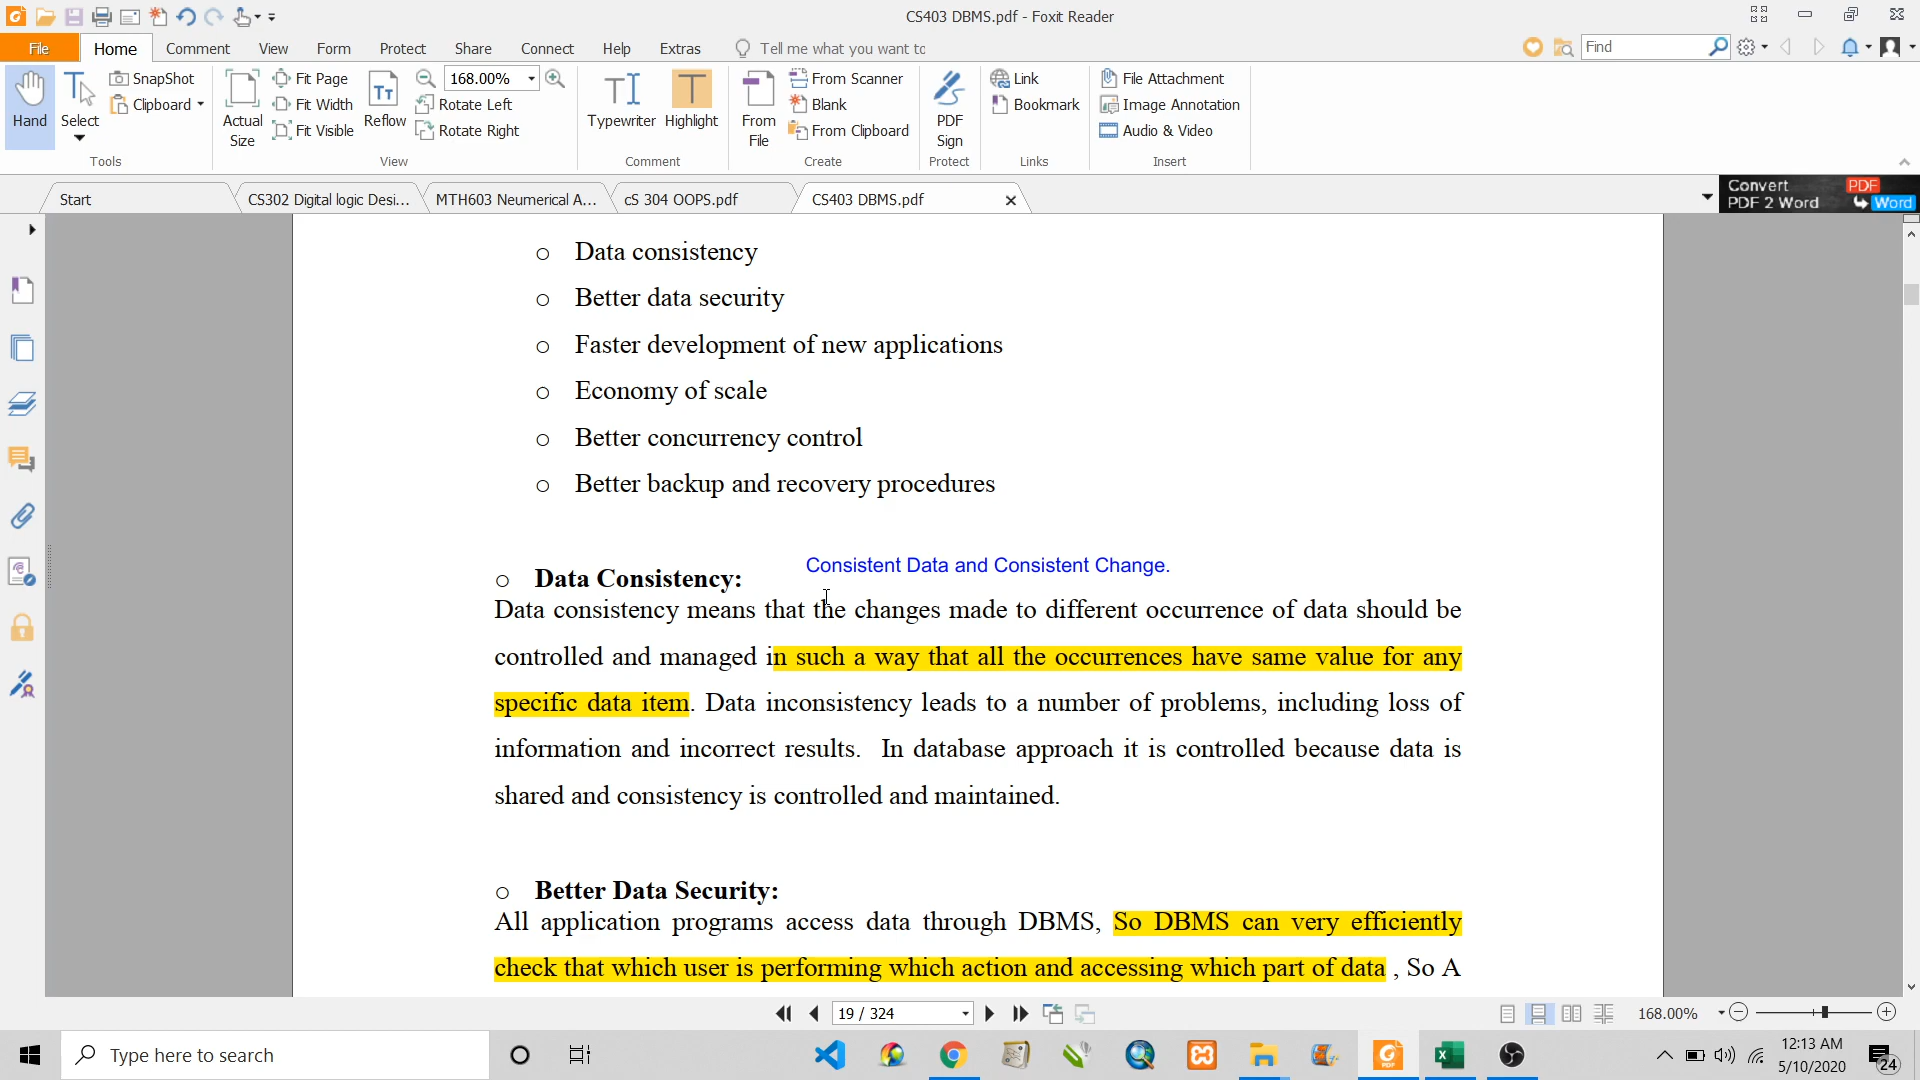 CS403 DBMS.pdf - Foxit Reader
File Home Comment View Form Protect Share Connect Help Extras Tell me what you want to Find
SnapShot Fit Page 168.00% From Scanner Link File Attachment
Clipboard Fit Width Rotate Left Blank Bookmark Image Annotation
Hand Select Actual Size Fit Visible Reflow Rotate Right Typewriter Highlight From File From Clipboard PDF Sign Audio & Video
Tools View Comment Create Protect Links Insert
Start CS302 Digital logic Desi... MTH603 Neumerical A... cS 304 OOPS.pdf CS403 DBMS.pdf
Convert PDF
PDF 2 Word Word
o Data consistency
o Better data security
o Faster development of new applications
o Economy of scale
o Better concurrency control
o Better backup and recovery procedures
Consistent Data and Consistent Change.
o Data Consistency:
Data consistency means that the changes made to different occurrence of data should be
controlled and managed in such a way that all the occurrences have same value for any
specific data item. Data inconsistency leads to a number of problems, including loss of
information and incorrect results. In database approach it is controlled because data is
shared and consistency is controlled and maintained.
o Better Data Security:
All application programs access data through DBMS, So DBMS can very efficiently
check that which user is performing which action and accessing which part of data , So A
19 / 324 168.00%
Type here to search
12:13 AM
5/10/2020
24